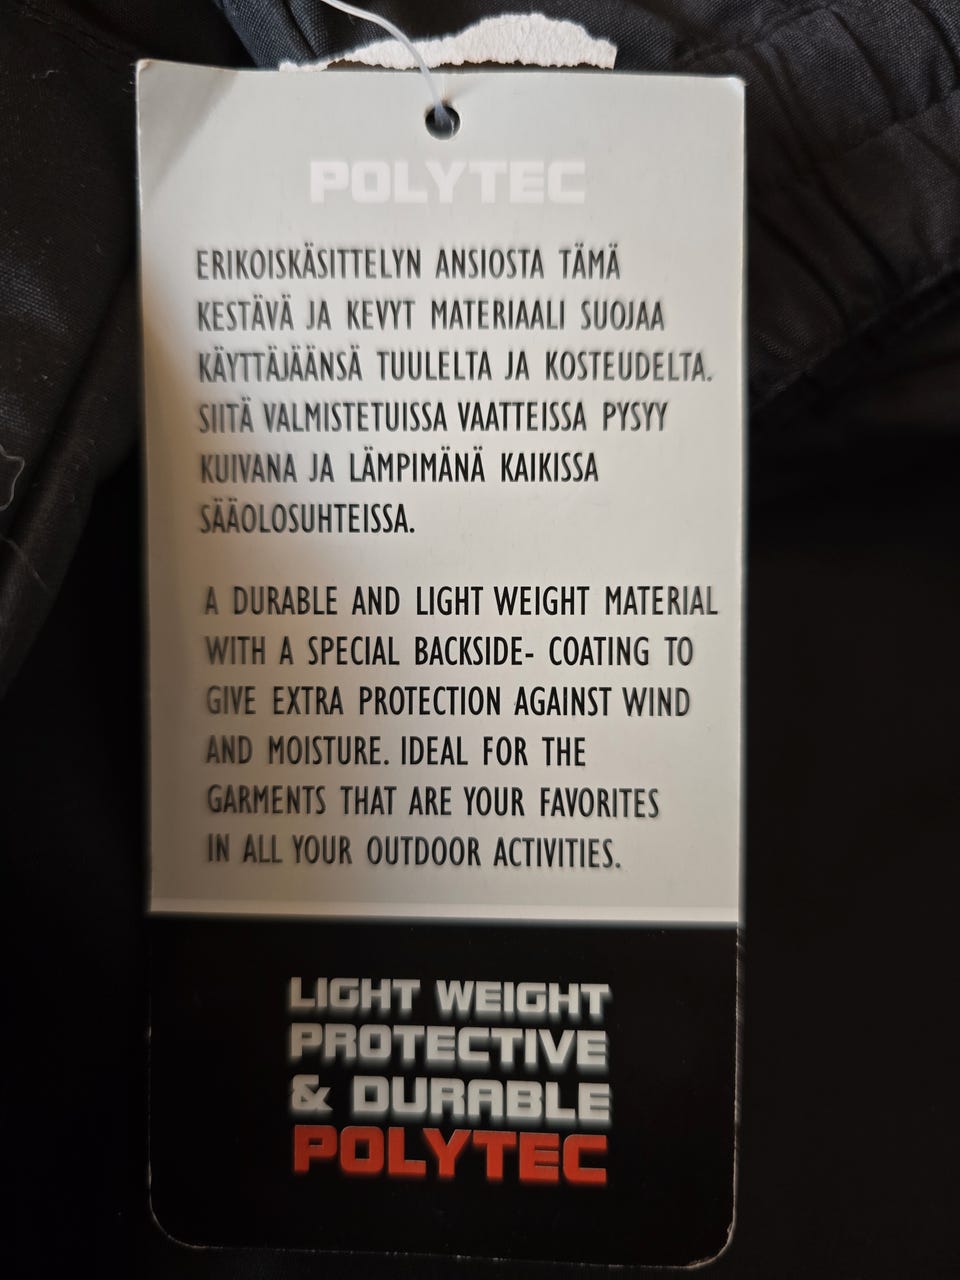 POLYTEC
ERIKOISKÄSITTELYN ANSIOSTA TÄMÄ
KESTÄVÄ JA KEVYT MATERIAALI SUOJAA
KÄYTTÄJÄÄNSÄ TUULELTA JA KOSTEUDELTA.
SIITÄ VALMISTETUISSA VAATTEISSA PYSYY
KUIVANA JA LÄMPIMÄNÄ KAIKISSA
SÄÄOLOSUHTEISSA.
A DURABLE AND LIGHT WEIGHT MATERIAL
WITH A SPECIAL BACKSIDE- COATING TO
GIVE EXTRA PROTECTION AGAINST WIND
AND MOISTURE. IDEAL FOR THE
GARMENTS THAT ARE YOUR FAVORITES
IN ALL YOUR OUTDOOR ACTIVITIES.
LIGHT WEIGHT
PROTECTIVE
& DURABLE
POLYTEC